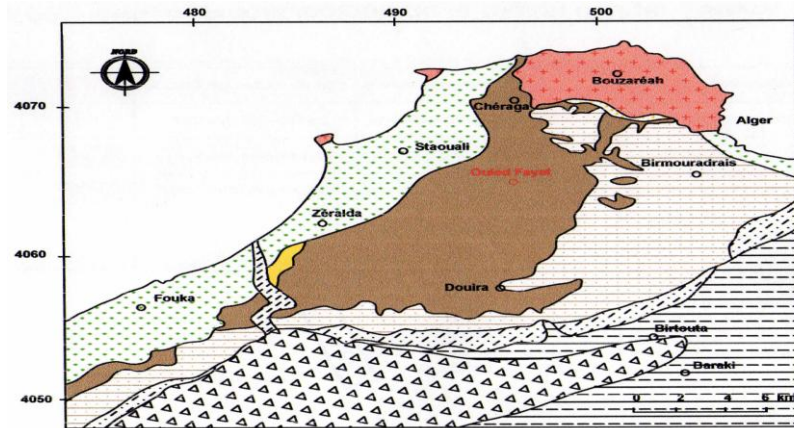 480 490 500
NORD
Bouzaréah
4070
Chéraga
Alger
Staouali
Birmouradrais
Ouled Fayet
Zéralda
4060
Douira
Fouka
Birtouta
Baraki
0 2 4 6 km
4050